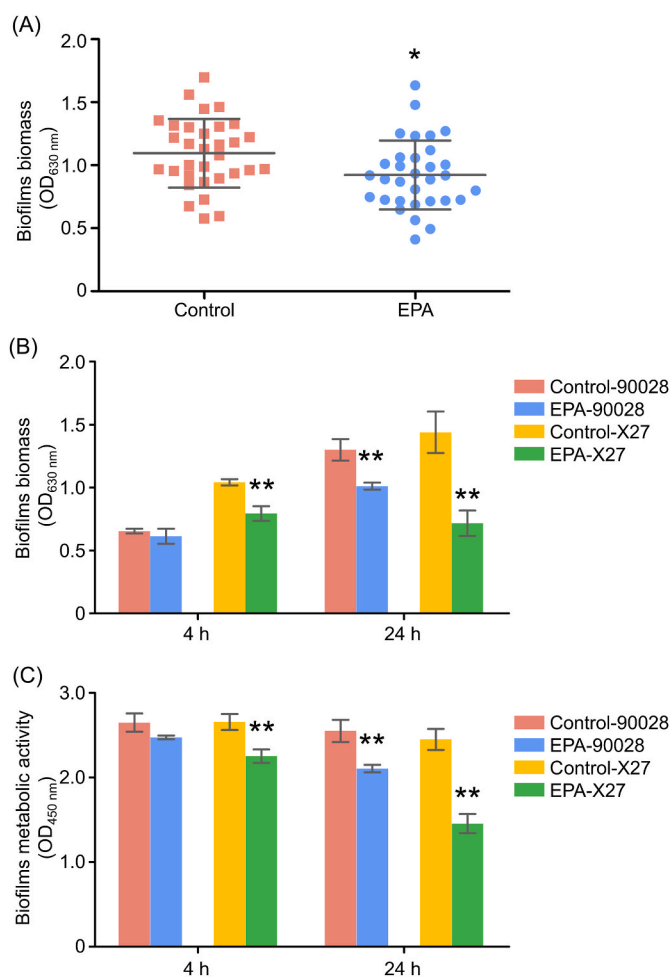 (A)
2.0
*
1.5
1.0
0.5
0
Biofilms biomass
(OD630 nm)
Control EPA
(B)
2.0
1.5
1.0
0.5
0
Biofilms biomass
(OD630 nm)
** ** **
4 h 24 h
Control-90028
EPA-90028
Control-X27
EPA-X27
(C)
3.0
2.0
1.0
0
Biofilms metabolic activity
(OD450 nm)
** ** **
4 h 24 h
Control-90028
EPA-90028
Control-X27
EPA-X27